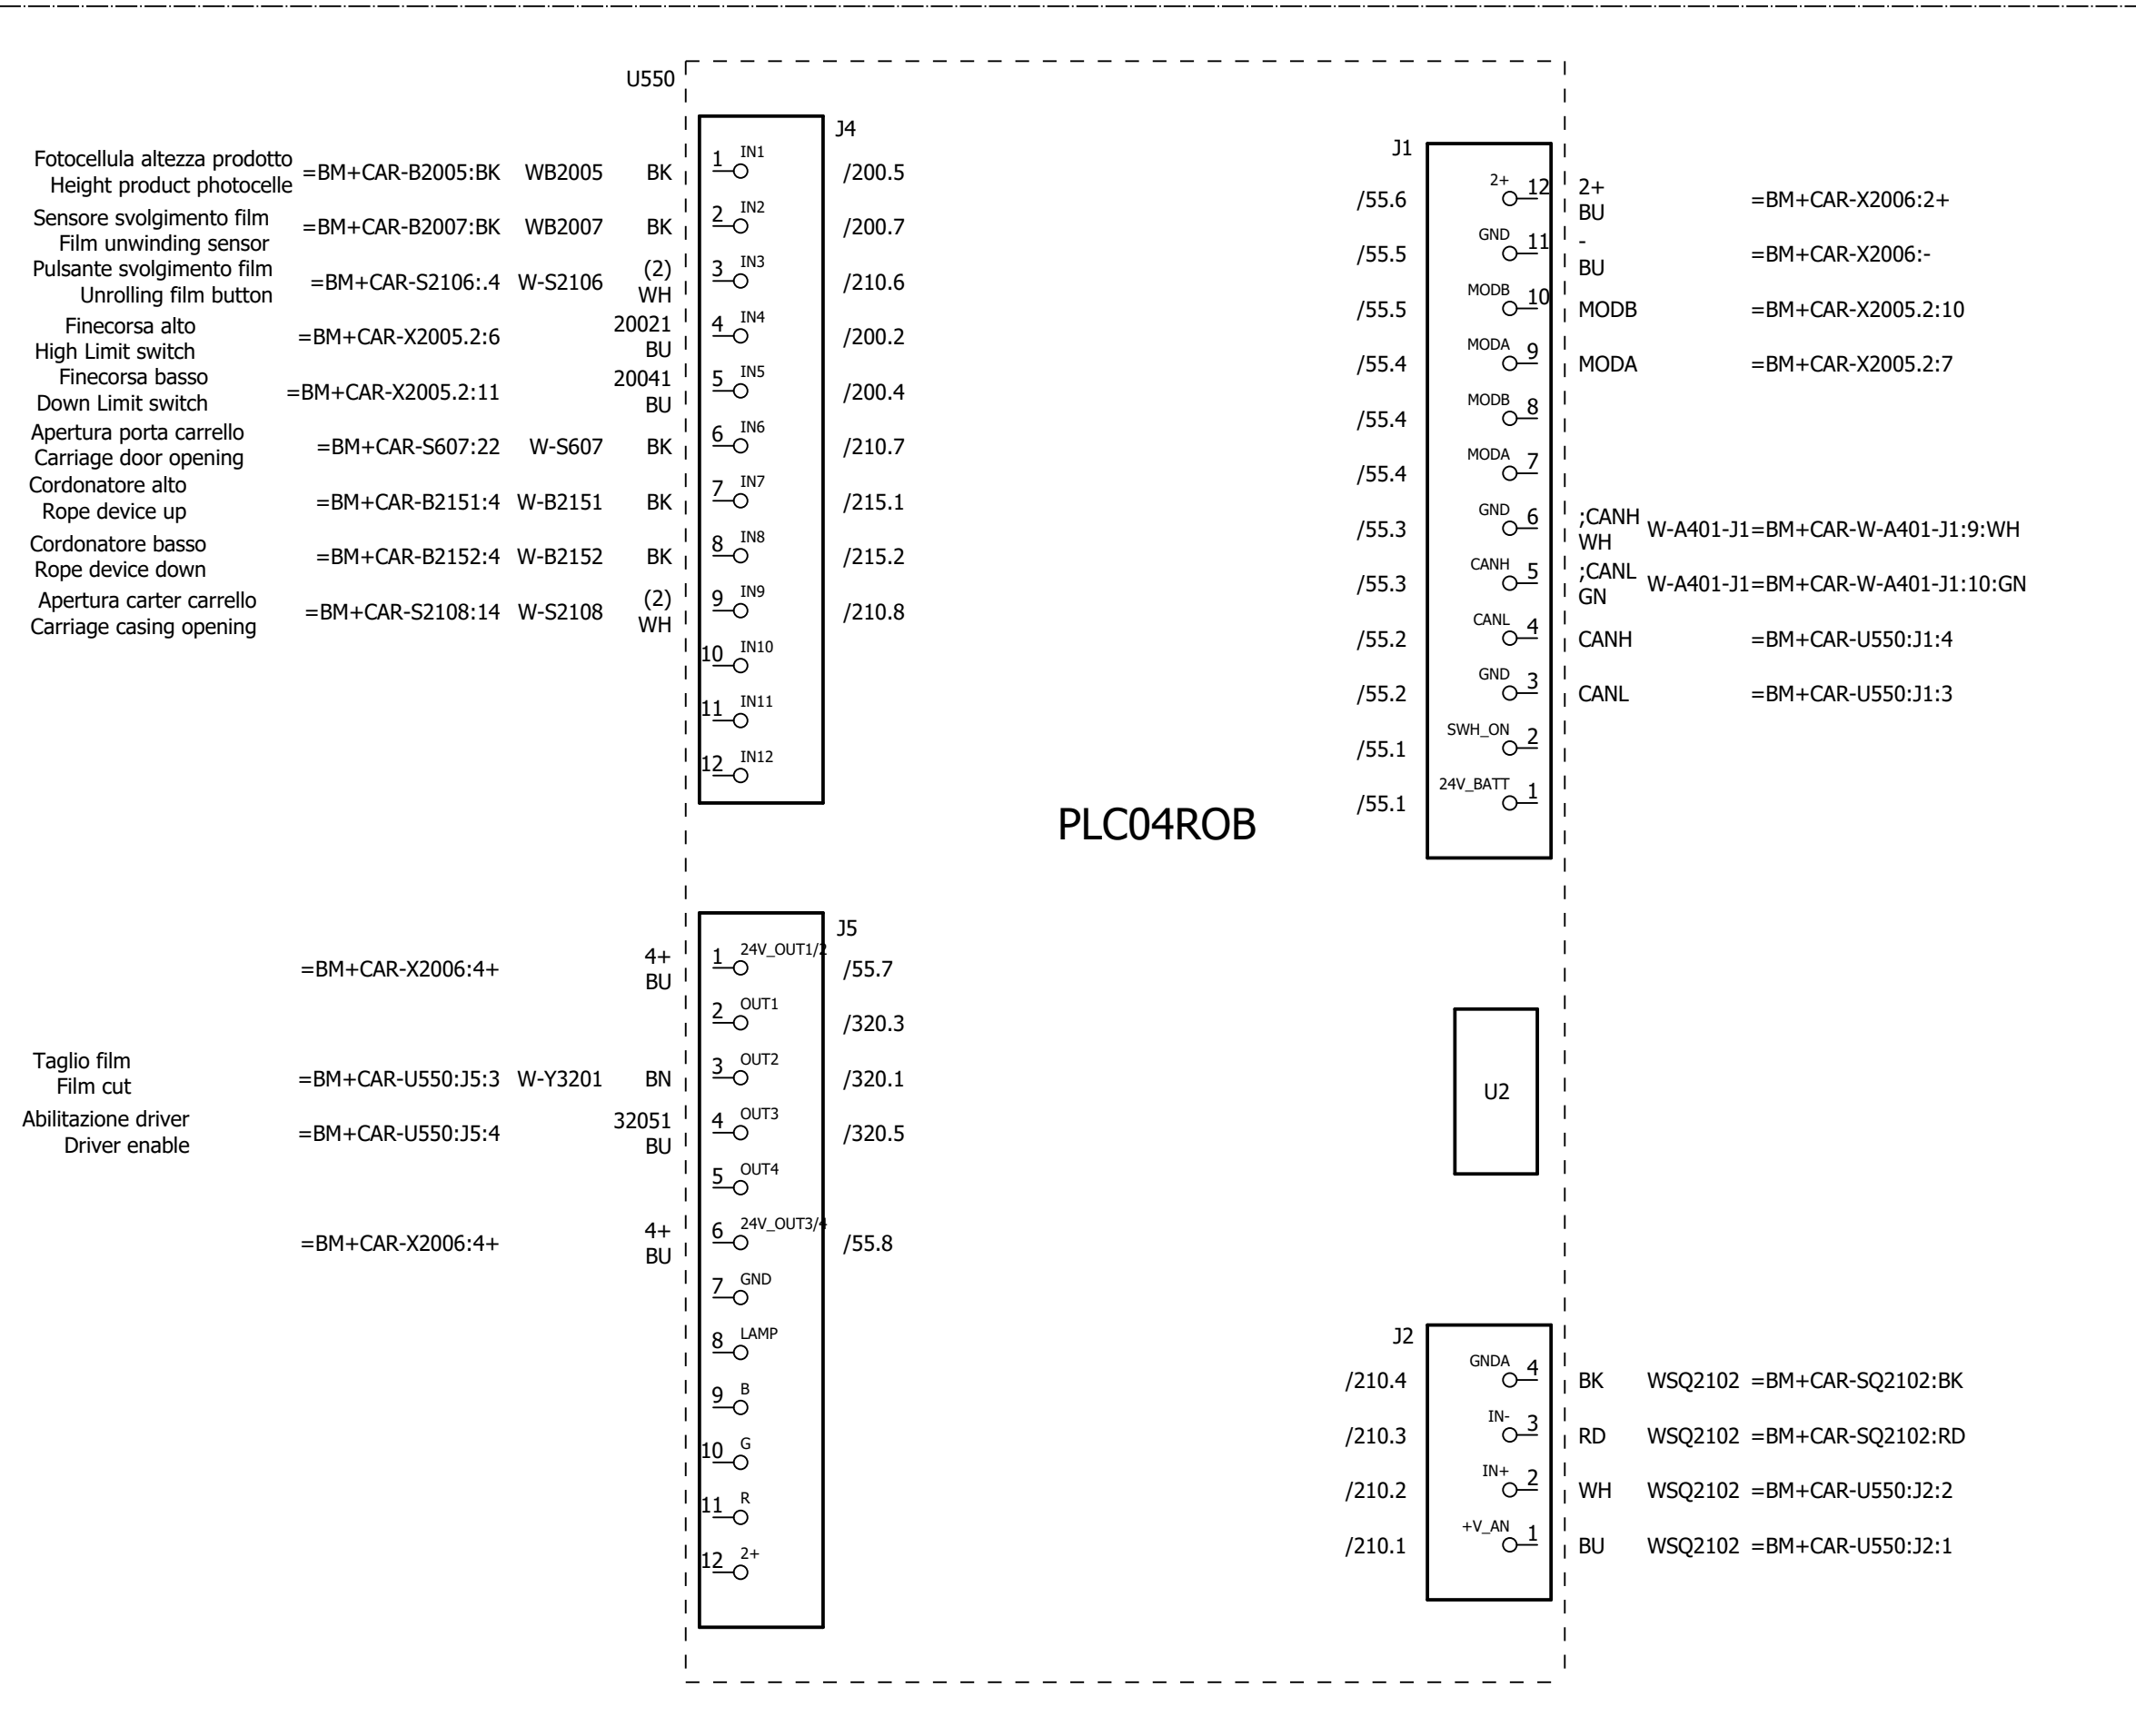 U550
J4
Fotocellula altezza prodotto
Height product photocelle
=BM+CAR-B2005:BK WB2005 BK 1 IN1 /200.5
Sensore svolgimento film
Film unwinding sensor
=BM+CAR-B2007:BK WB2007 BK 2 IN2 /200.7
Pulsante svolgimento film
Unrolling film button
=BM+CAR-S2106:.4 W-S2106 (2) WH 3 IN3 /210.6
Finecorsa alto
High Limit switch
=BM+CAR-X2005.2:6 20021 BU 4 IN4 /200.2
Finecorsa basso
Down Limit switch
=BM+CAR-X2005.2:11 20041 BU 5 IN5 /200.4
Apertura porta carrello
Carriage door opening
=BM+CAR-S607:22 W-S607 BK 6 IN6 /210.7
Cordonatore alto
Rope device up
=BM+CAR-B2151:4 W-B2151 BK 7 IN7 /215.1
Cordonatore basso
Rope device down
=BM+CAR-B2152:4 W-B2152 BK 8 IN8 /215.2
Apertura carter carrello
Carriage casing opening
=BM+CAR-S2108:14 W-S2108 (2) WH 9 IN9 /210.8
10 IN10
11 IN11
12 IN12
J1
/55.6 2+ 12 2+ BU =BM+CAR-X2006:2+
/55.5 GND 11 - BU =BM+CAR-X2006:-
/55.5 MODB 10 MODB =BM+CAR-X2005.2:10
/55.4 MODA 9 MODA =BM+CAR-X2005.2:7
/55.4 MODB 8
/55.4 MODA 7
/55.3 GND 6 ;CANH WH W-A401-J1=BM+CAR-W-A401-J1:9:WH
/55.3 CANH 5 ;CANL GN W-A401-J1=BM+CAR-W-A401-J1:10:GN
/55.2 CANL 4 CANH =BM+CAR-U550:J1:4
/55.2 GND 3 CANL =BM+CAR-U550:J1:3
/55.1 SWH_ON 2
/55.1 24V_BATT 1
PLC04ROB
J5
=BM+CAR-X2006:4+ 4+ BU 1 24V_OUT1/2 /55.7
2 OUT1 /320.3
Taglio film
Film cut
=BM+CAR-U550:J5:3 W-Y3201 BN 3 OUT2 /320.1
Abilitazione driver
Driver enable
=BM+CAR-U550:J5:4 32051 BU 4 OUT3 /320.5
5 OUT4
=BM+CAR-X2006:4+ 4+ BU 6 24V_OUT3/4 /55.8
7 GND
8 LAMP
9 B
10 G
11 R
12 2+
U2
J2
/210.4 GNDA 4 BK WSQ2102 =BM+CAR-SQ2102:BK
/210.3 IN- 3 RD WSQ2102 =BM+CAR-SQ2102:RD
/210.2 IN+ 2 WH WSQ2102 =BM+CAR-U550:J2:2
/210.1 +V_AN 1 BU WSQ2102 =BM+CAR-U550:J2:1